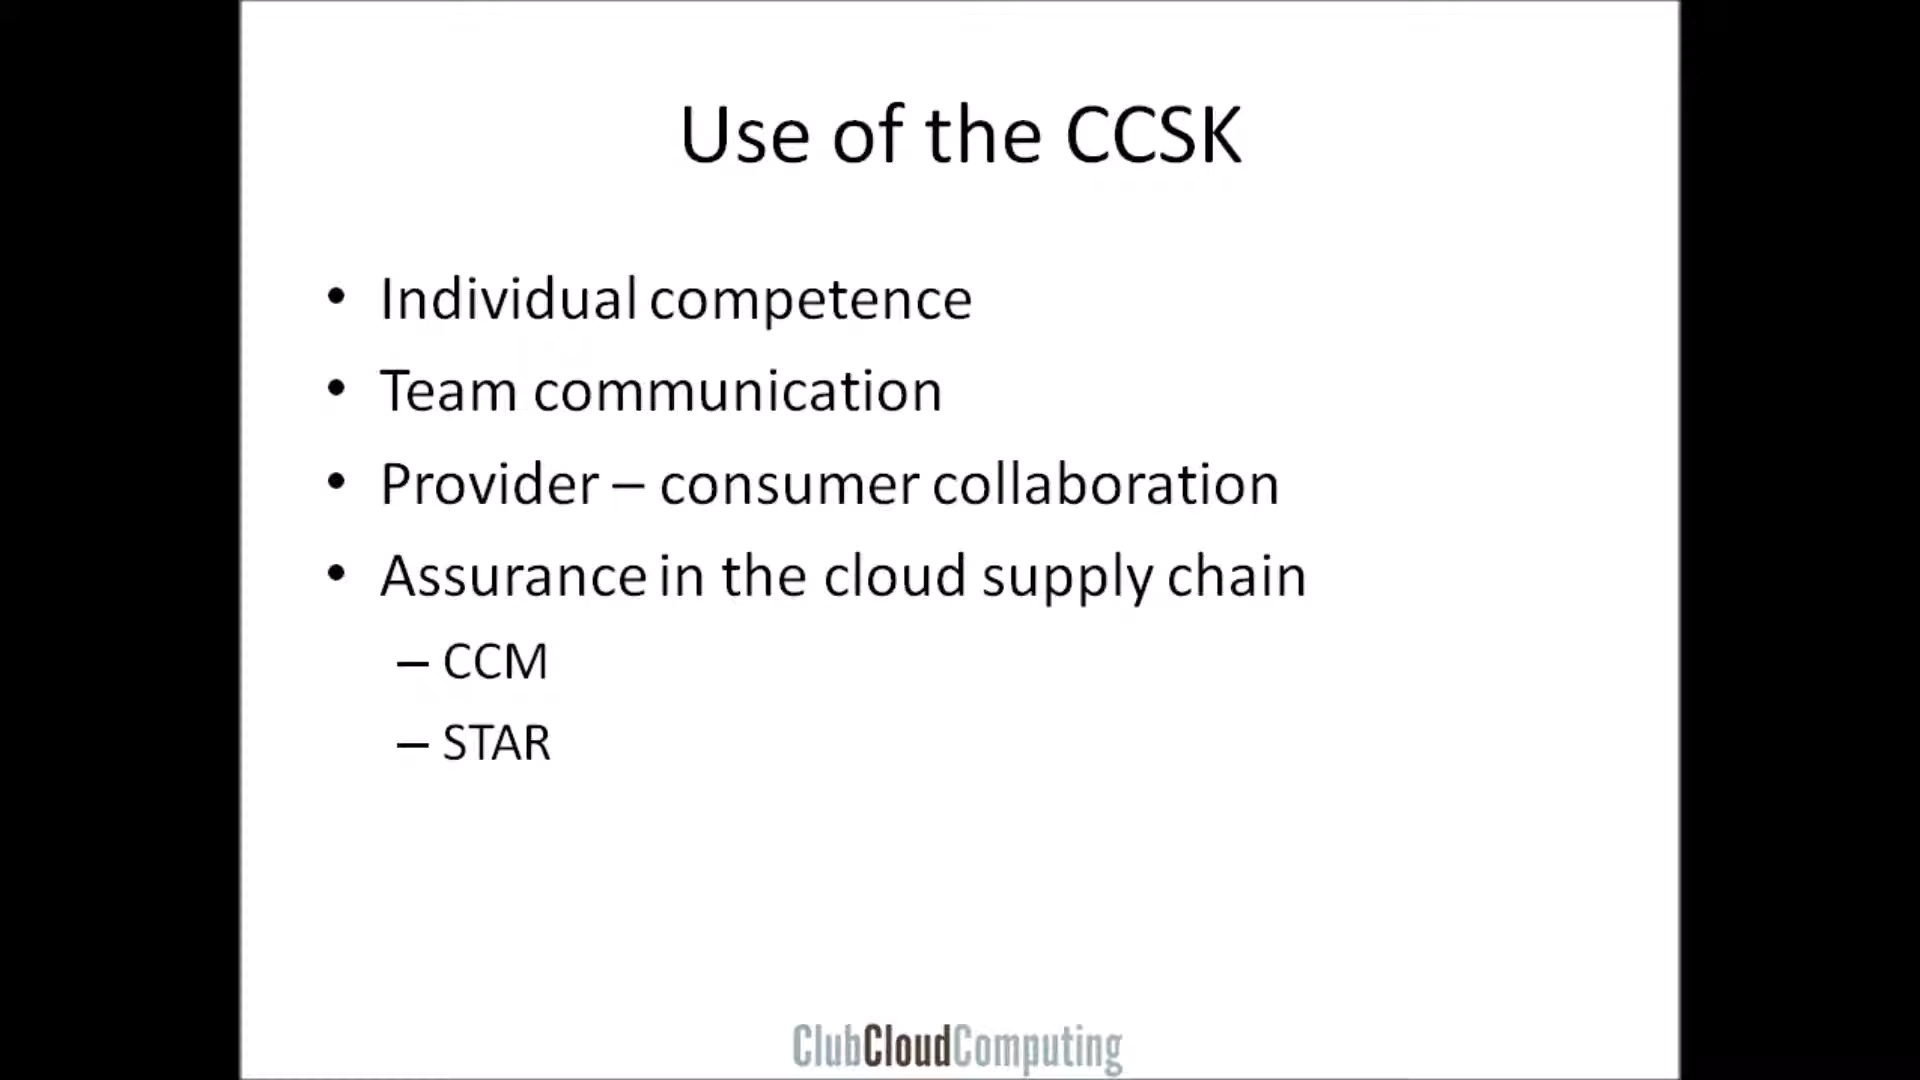 Use of the CCSK
• Individual competence
• Team communication
• Provider – consumer collaboration
• Assurance in the cloud supply chain
– CCM
– STAR
ClubCloudComputing